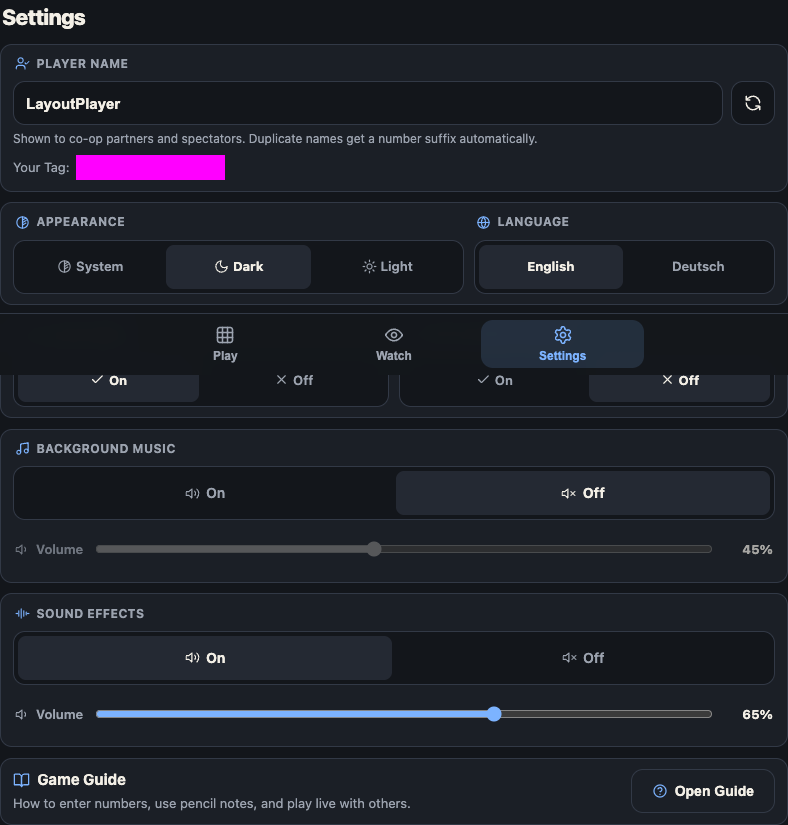 Settings
PLAYER NAME
LayoutPlayer
Shown to co-op partners and spectators. Duplicate names get a number suffix automatically.
Your Tag:
APPEARANCE LANGUAGE
System Dark Light English Deutsch
Play Watch Settings
On Off On Off
BACKGROUND MUSIC
On Off
Volume 45%
SOUND EFFECTS
On Off
Volume 65%
Game Guide
How to enter numbers, use pencil notes, and play live with others.
Open Guide